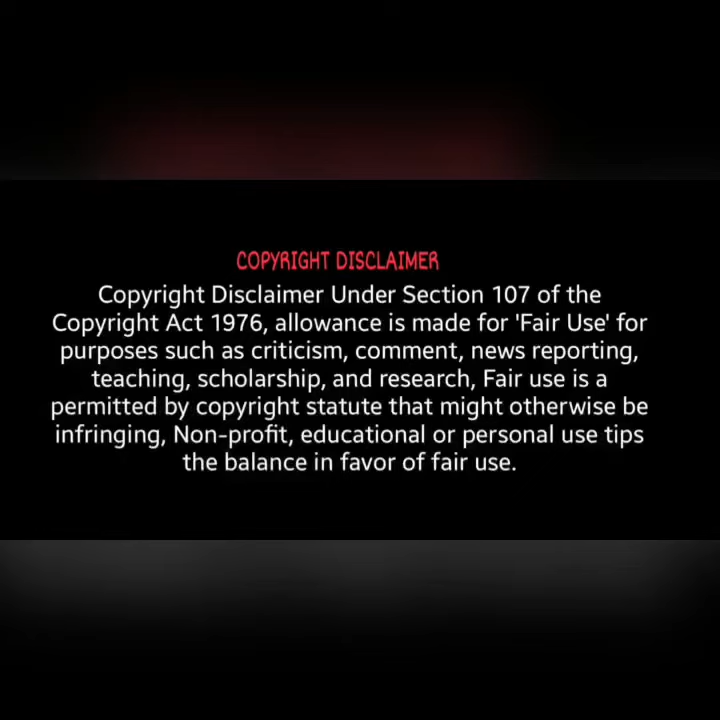 COPYRIGHT DISCLAIMER
Copyright Disclaimer Under Section 107 of the
Copyright Act 1976, allowance is made for 'Fair Use' for
purposes such as criticism, comment, news reporting,
teaching, scholarship, and research, Fair use is a
permitted by copyright statute that might otherwise be
infringing, Non-profit, educational or personal use tips
the balance in favor of fair use.